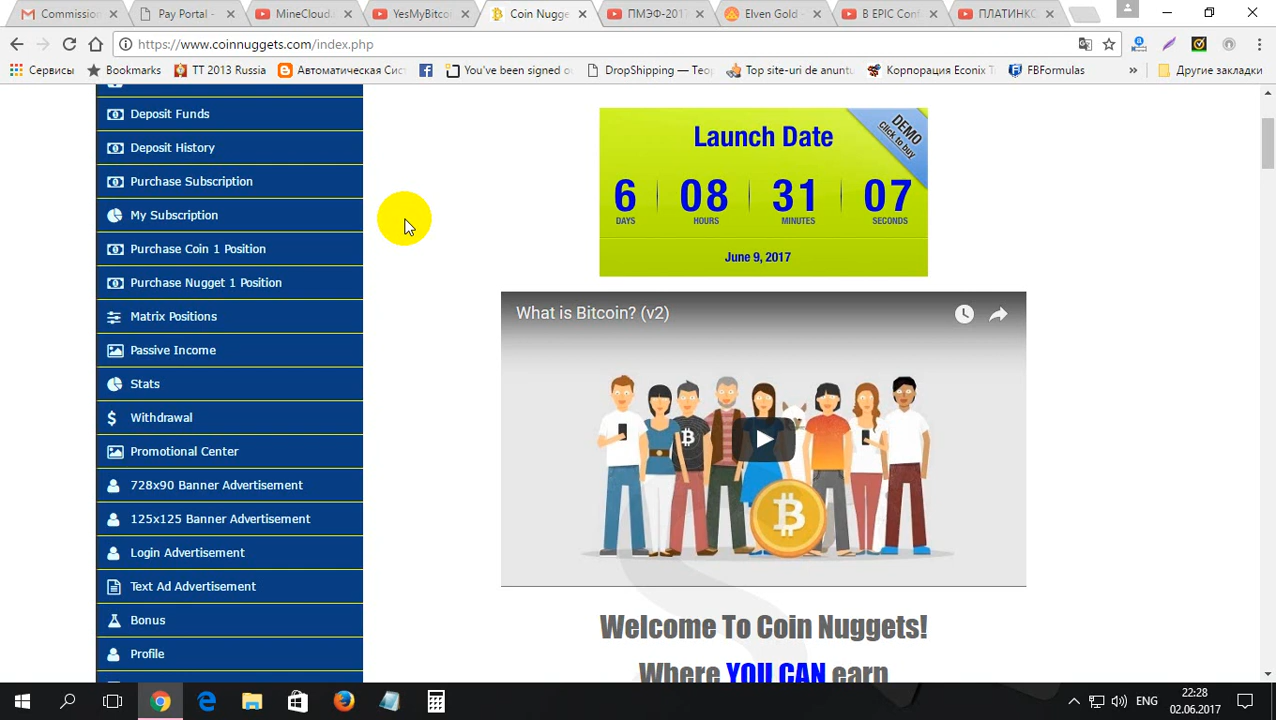 Commission
Pay Portal -
MineCloud.
YesMyBitco
Coin Nugge
ПМЭФ-201
Elven Gold -
B EPIC Con
ПЛАТИНК
https://www.coinnuggets.com/index.php
Сервисы
Bookmarks
TT 2013 Russia
Автоматическая Сис
You've been signed o
DropShipping — Тео
Top site-uri de anuntu
Корпорация Econix T
FBFormulas
»
Другие закладки
Deposit Funds
Deposit History
Purchase Subscription
My Subscription
Purchase Coin 1 Position
Purchase Nugget 1 Position
Matrix Positions
Passive Income
Stats
Withdrawal
Promotional Center
728x90 Banner Advertisement
125x125 Banner Advertisement
Login Advertisement
Text Ad Advertisement
Bonus
Profile
Launch Date
DEMO
Click to buy
6 08 31 07
DAYS HOURS MINUTES SECONDS
June 9, 2017
What is Bitcoin? (v2)
Welcome To Coin Nuggets!
Where YOU CAN earn
ENG
22:28
02.06.2017